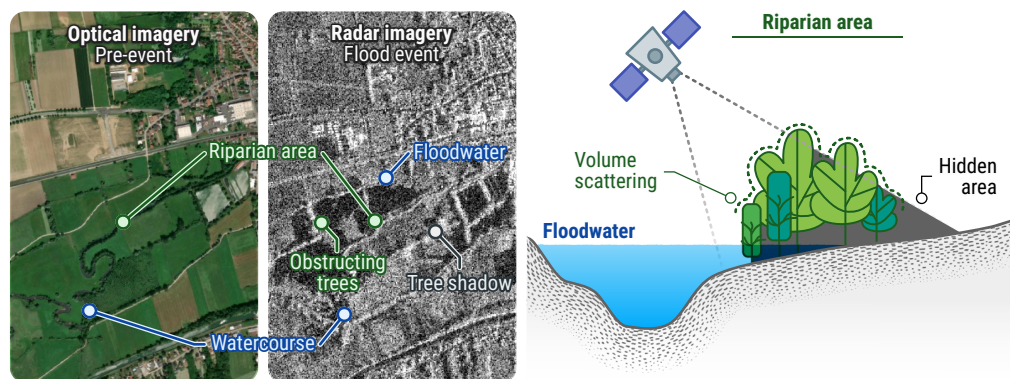 Optical imagery
Pre-event
Radar imagery
Flood event
Riparian area
Floodwater
Obstructing
trees
Tree shadow
Watercourse
Riparian area
Volume
scattering
Hidden
area
Floodwater